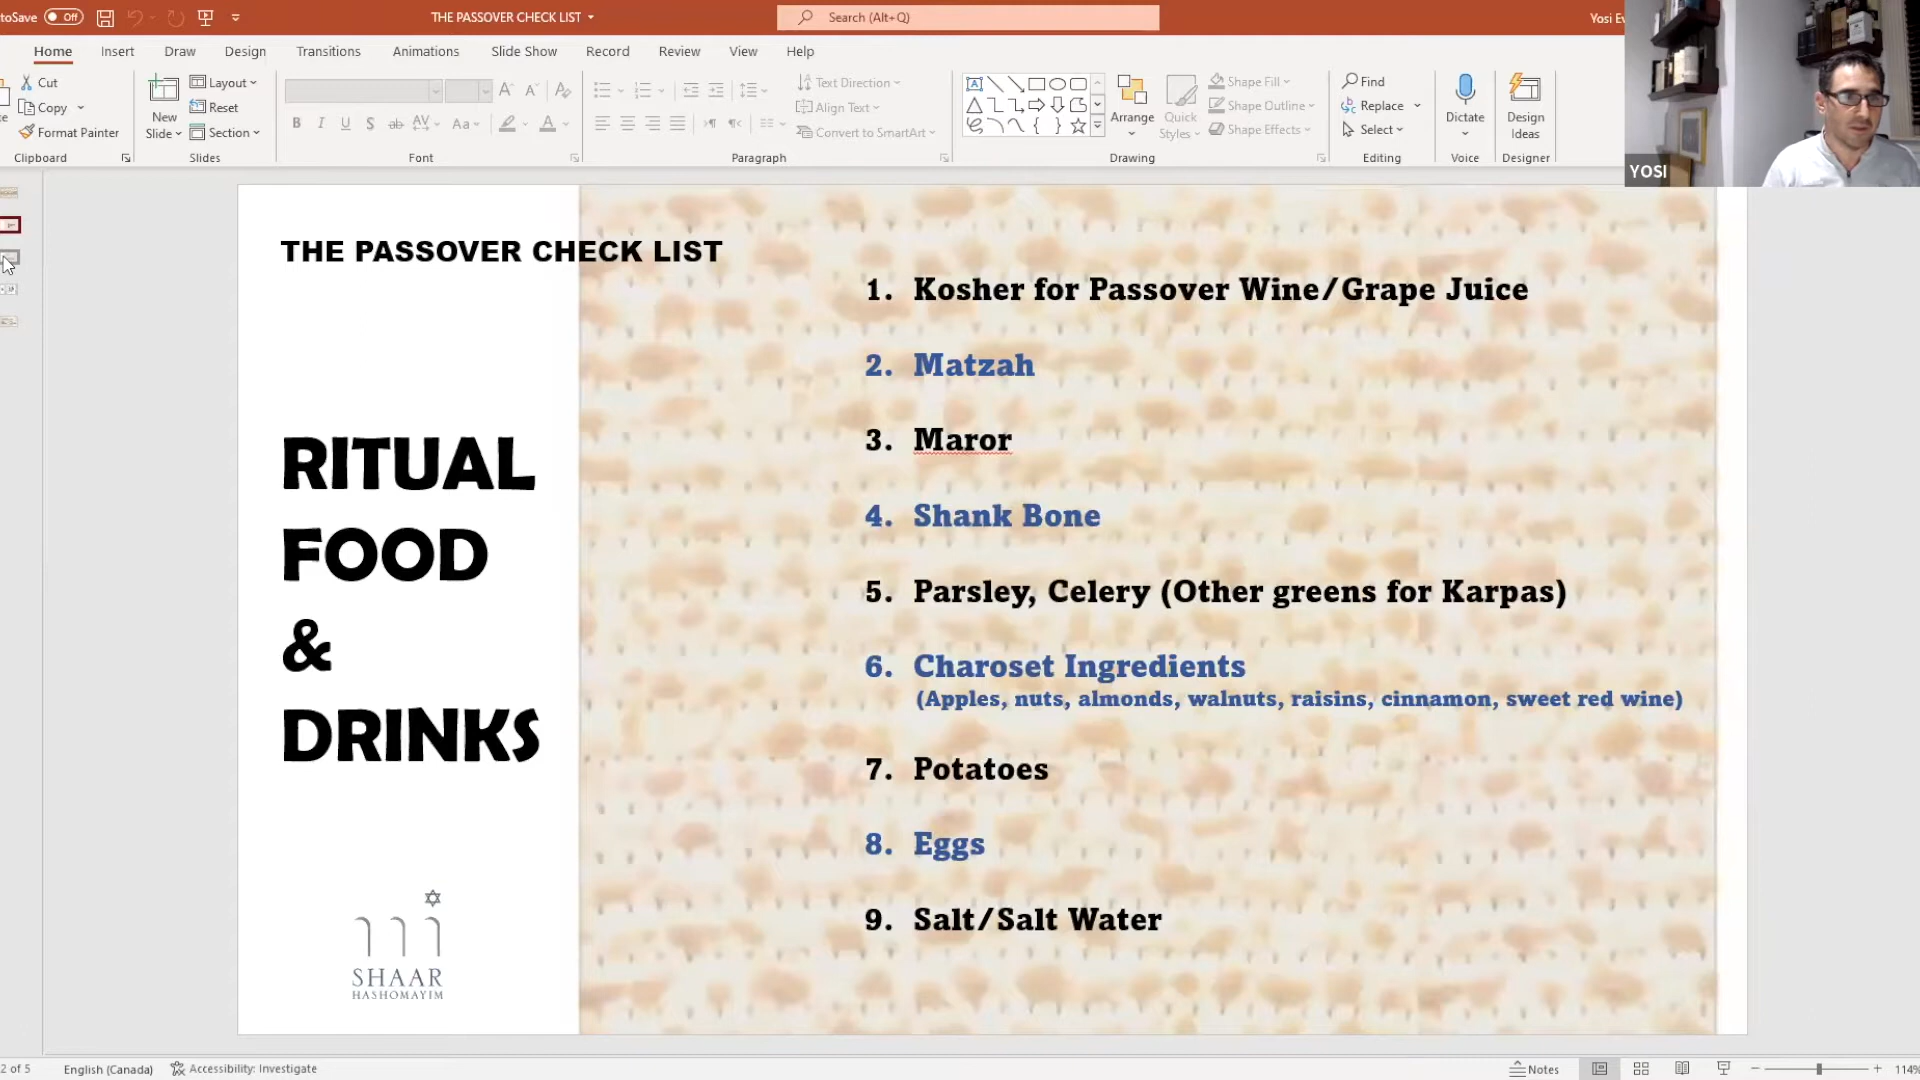 toSave Off
THE PASSOVER CHECK LIST
Search (Alt+Q)
Yosi Ev
Home Insert Draw Design Transitions Animations Slide Show Record Review View Help
Cut
Copy
Format Painter
Clipboard
New
Slide
Layout
Reset
Section
Slides
B I U S ab AV Aa A
Font
Text Direction
Align Text
Convert to SmartArt
Paragraph
Arrange
Quick
Styles
Shape Fill
Shape Outline
Shape Effects
Drawing
Find
Replace
Select
Editing
Dictate
Voice
Design
Ideas
Designer
YOSI
THE PASSOVER CHECK LIST
RITUAL
FOOD
&
DRINKS
SHAAR
HASHOMAYIM
1. Kosher for Passover Wine/Grape Juice
2. Matzah
3. Maror
4. Shank Bone
5. Parsley, Celery (Other greens for Karpas)
6. Charoset Ingredients
(Apples, nuts, almonds, walnuts, raisins, cinnamon, sweet red wine)
7. Potatoes
8. Eggs
9. Salt/Salt Water
2 of 5 English (Canada) Accessibility: Investigate Notes 114%